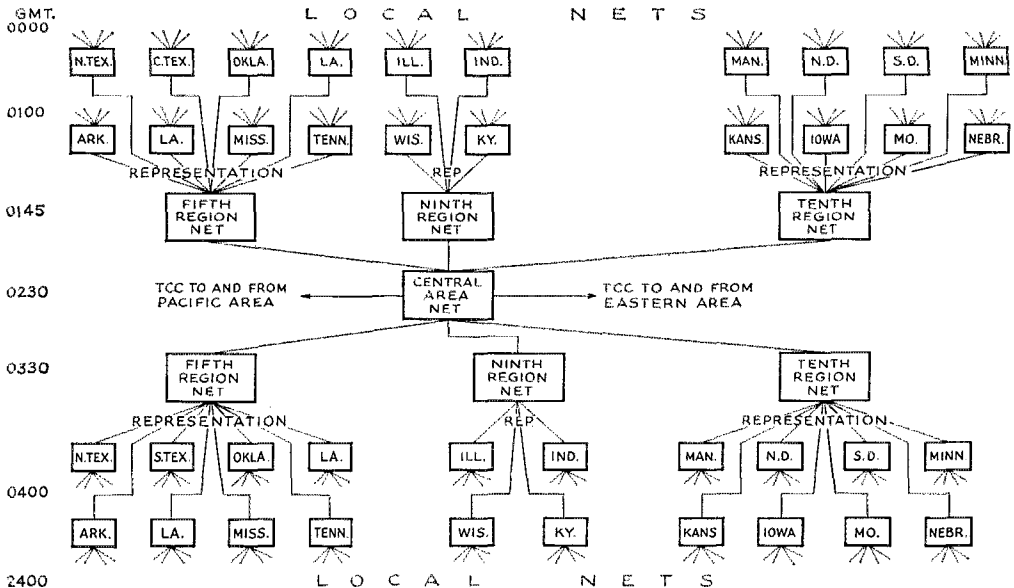 GMT.
LOCAL NETS
0000
N.TEX. C.TEX. OKLA. LA. ILL. IND. MAN. N.D. S.D. MINN.
0100
ARK. LA. MISS. TENN. WIS. KY. KANS. IOWA MO. NEBR.
REPRESENTATION REP. REPRESENTATION
0145
FIFTH REGION NET
NINTH REGION NET
TENTH REGION NET
0230
TCC TO AND FROM PACIFIC AREA
CENTRAL AREA NET
TCC TO AND FROM EASTERN AREA
0330
FIFTH REGION NET
NINTH REGION NET
TENTH REGION NET
REPRESENTATION REP REPRESENTATION
N.TEX. S.TEX. OKLA. LA. ILL. IND. MAN. N.D. S.D. MINN
0400
ARK. LA. MISS. TENN. WIS. KY. KANS IOWA MO. NEBR.
2400
LOCAL NETS